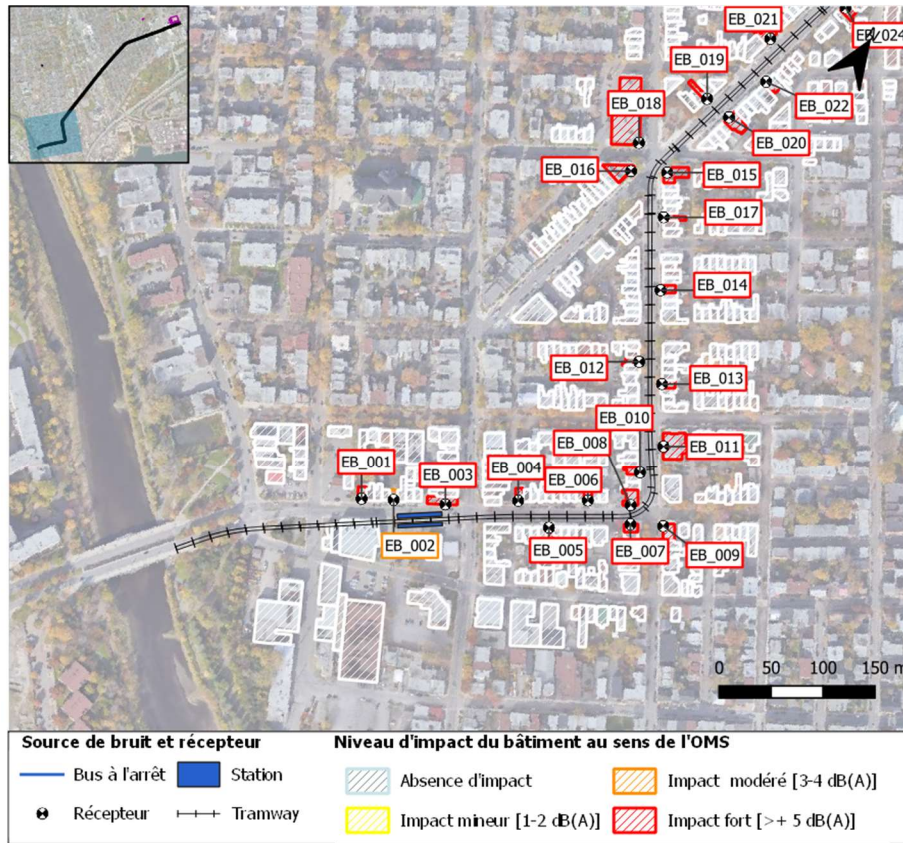 EB_021
EB_024
EB_019
EB_022
EB_018
EB_020
EB_016
EB_015
EB_017
EB_014
EB_012
EB_013
EB_010
EB_008
EB_011
EB_001
EB_003
EB_004
EB_006
EB_002
EB_005
EB_007
EB_009
0 50 100 150 m
Source de bruit et récepteur
Bus à l'arrêt
Station
Récepteur
Tramway
Niveau d'impact du bâtiment au sens de l'OMS
Absence d'impact
Impact modéré [3-4 dB(A)]
Impact mineur [1-2 dB(A)]
Impact fort [>+ 5 dB(A)]